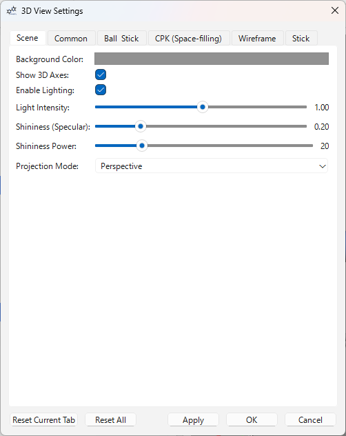 3D View Settings
Scene Common Ball Stick CPK (Space-filling) Wireframe Stick
Background Color:
Show 3D Axes:
Enable Lighting:
Light Intensity: 1.00
Shininess (Specular): 0.20
Shininess Power: 20
Projection Mode: Perspective
Reset Current Tab Reset All Apply OK Cancel